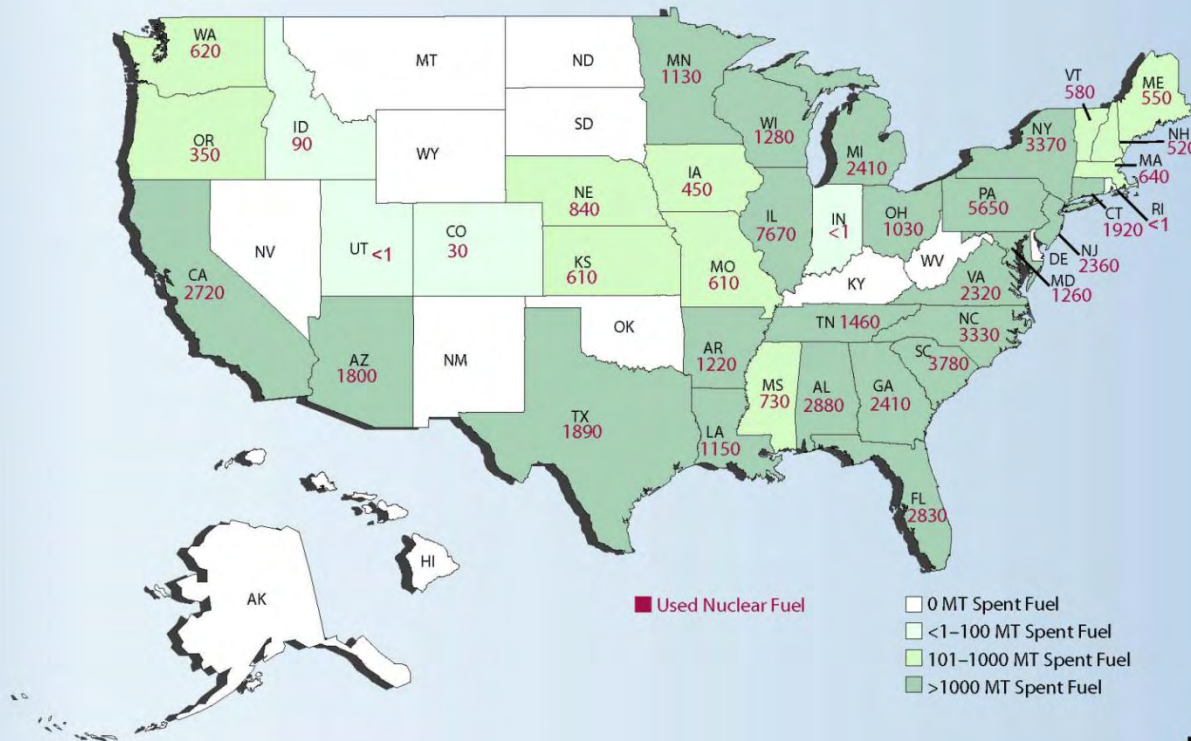 WA
620
MT
ND
MN
1130
VT
580
ME
550
OR
350
ID
90
SD
WI
1280
NY
3370
NH
520
WY
MI
2410
MA
640
NE
840
IA
450
PA
5650
IL
7670
IN
<1
OH
1030
CT
1920
RI
<1
NV
UT <1
CO
30
KS
610
MO
610
WV
DE
NJ
2360
MD
1260
CA
2720
KY
VA
2320
OK
TN 1460
NC
3330
AZ
1800
NM
AR
1220
SC
3780
MS
730
AL
2880
GA
2410
TX
1890
LA
1150
FL
2830
HI
AK
Used Nuclear Fuel
0 MT Spent Fuel
<1–100 MT Spent Fuel
101–1000 MT Spent Fuel
>1000 MT Spent Fuel